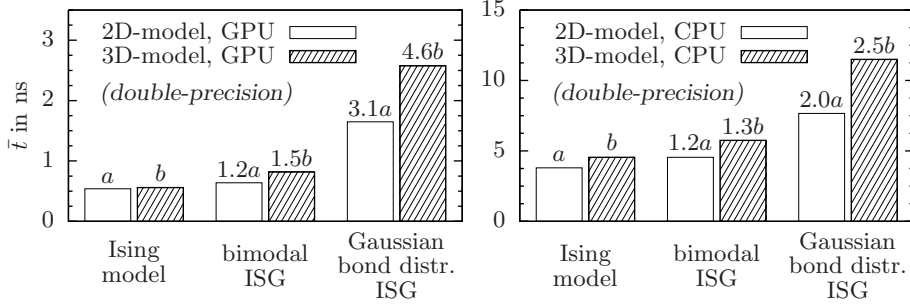 3
2
1
0
t̄ in ns
2D-model, GPU
3D-model, GPU
(double-precision)
a
b
1.2a
1.5b
3.1a
4.6b
Ising
model
bimodal
ISG
Gaussian
bond distr.
ISG
15
10
5
0
2D-model, CPU
3D-model, CPU
(double-precision)
a
b
1.2a
1.3b
2.0a
2.5b
Ising
model
bimodal
ISG
Gaussian
bond distr.
ISG